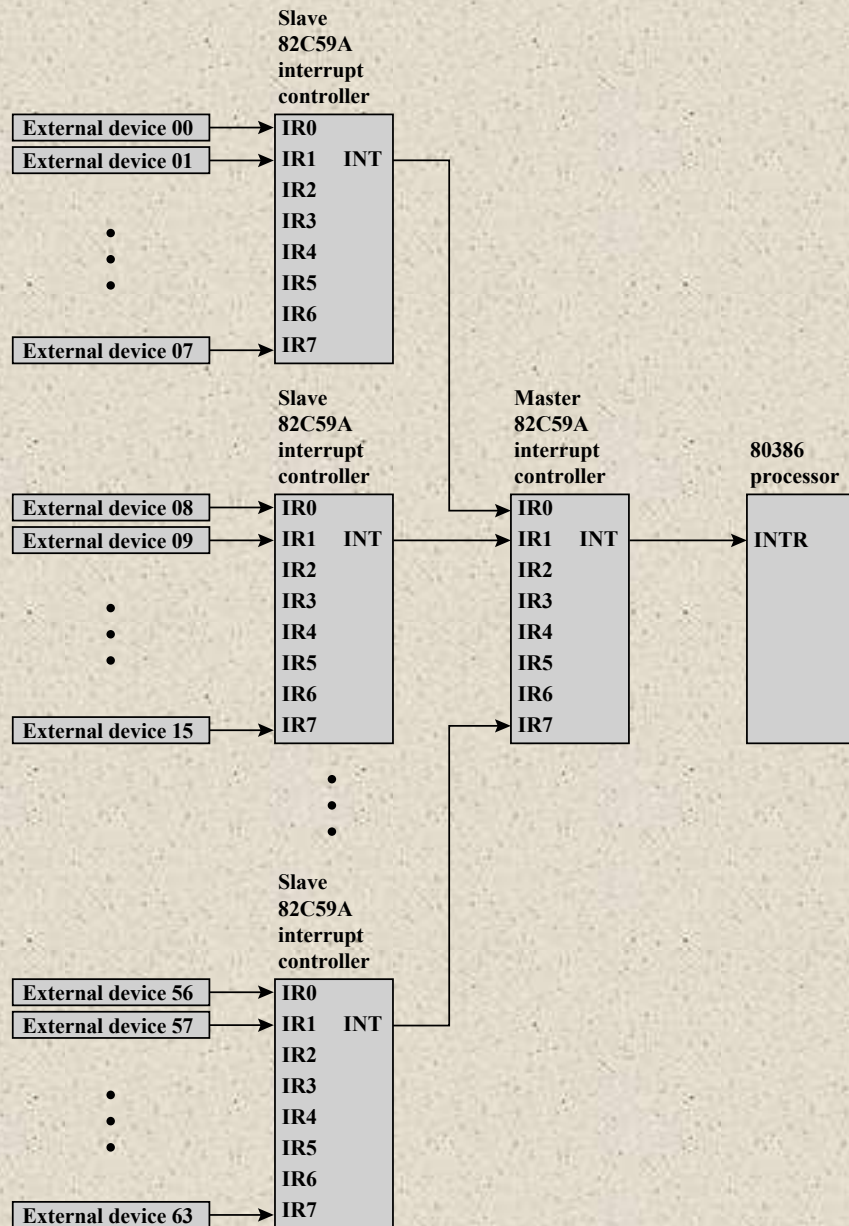 Slave
82C59A
interrupt
controller
External device 00
IR0
External device 01
IR1 INT
IR2
IR3
IR4
IR5
IR6
External device 07
IR7
Slave
82C59A
interrupt
controller
Master
82C59A
interrupt
controller
80386
processor
External device 08
IR0
IR0
External device 09
IR1 INT
IR1 INT
INTR
IR2
IR2
IR3
IR3
IR4
IR4
IR5
IR5
IR6
IR6
External device 15
IR7
IR7
Slave
82C59A
interrupt
controller
External device 56
IR0
External device 57
IR1 INT
IR2
IR3
IR4
IR5
IR6
External device 63
IR7